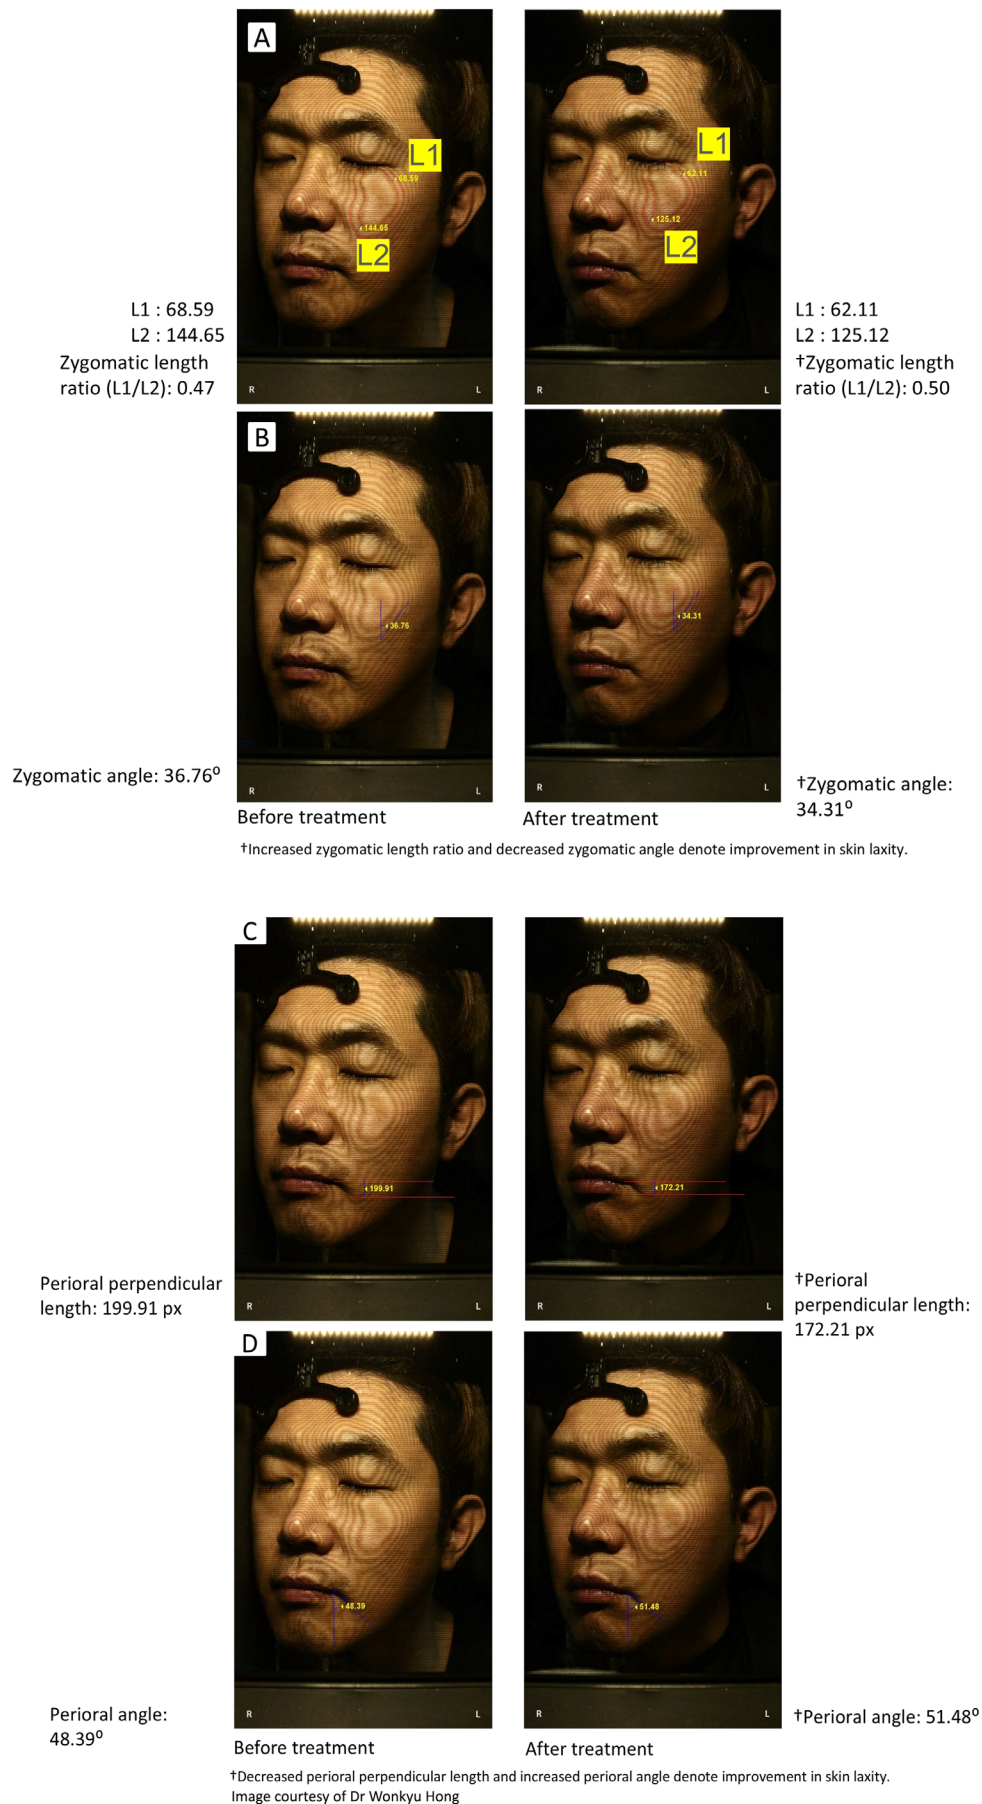 A
L1
68.59
144.65
L2
L1
62.11
125.12
L2
L1 : 68.59
L2 : 144.65
Zygomatic length
ratio (L1/L2): 0.47
L1 : 62.11
L2 : 125.12
†Zygomatic length
ratio (L1/L2): 0.50
R L
R L
B
36.76
34.31
Zygomatic angle: 36.76⁰
†Zygomatic angle:
34.31⁰
R L
R L
Before treatment
After treatment
†Increased zygomatic length ratio and decreased zygomatic angle denote improvement in skin laxity.
C
199.91
172.21
Perioral perpendicular
length: 199.91 px
†Perioral
perpendicular length:
172.21 px
R L
R L
D
48.39
51.48
Perioral angle:
48.39⁰
†Perioral angle: 51.48⁰
R L
R L
Before treatment
After treatment
†Decreased perioral perpendicular length and increased perioral angle denote improvement in skin laxity.
Image courtesy of Dr Wonkyu Hong